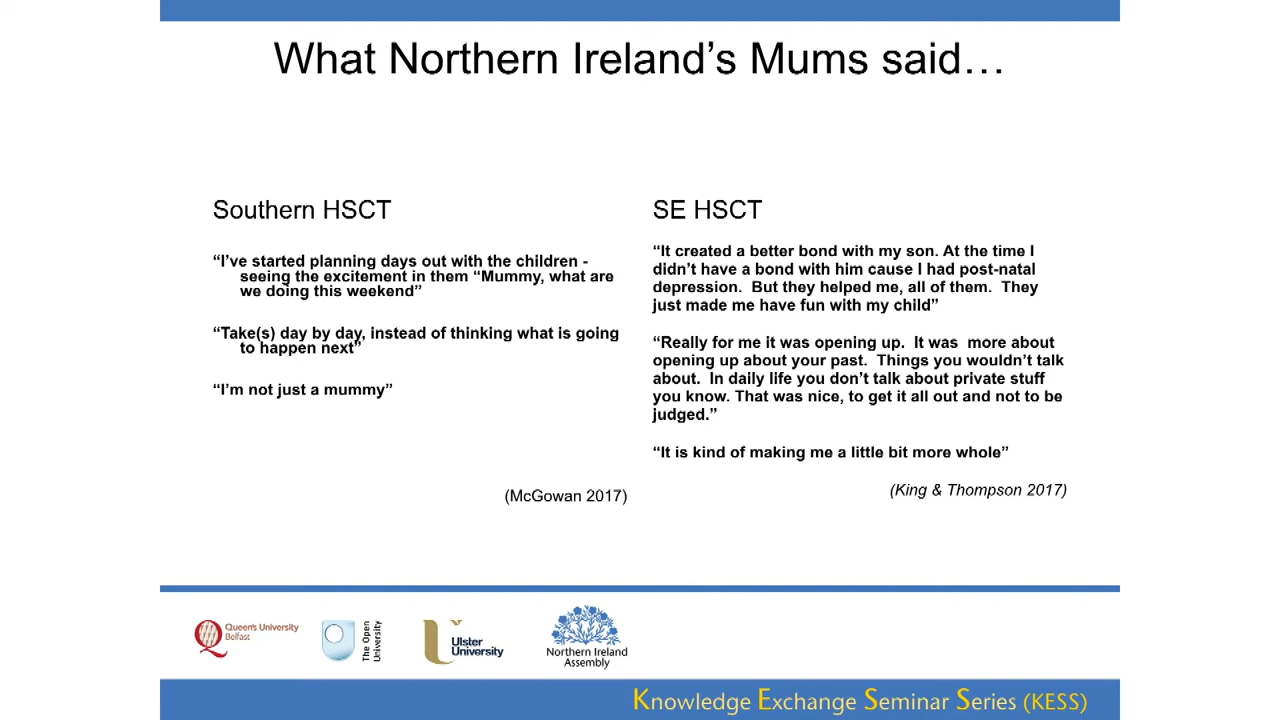 What Northern Ireland’s Mums said…
Southern HSCT
“I’ve started planning days out with the children -
seeing the excitement in them “Mummy, what are
we doing this weekend”
“Take(s) day by day, instead of thinking what is going
to happen next”
“I’m not just a mummy”
(McGowan 2017)
SE HSCT
“It created a better bond with my son. At the time I
didn’t have a bond with him cause I had post-natal
depression.  But they helped me, all of them.  They
just made me have fun with my child”
“Really for me it was opening up.  It was  more about
opening up about your past.  Things you wouldn’t talk
about.  In daily life you don’t talk about private stuff
you know. That was nice, to get it all out and not to be
judged.”
“It is kind of making me a little bit more whole”
(King & Thompson 2017)
Queen's University
Belfast
The Open
University
Ulster
University
Northern Ireland
Assembly
Knowledge Exchange Seminar Series (KESS)